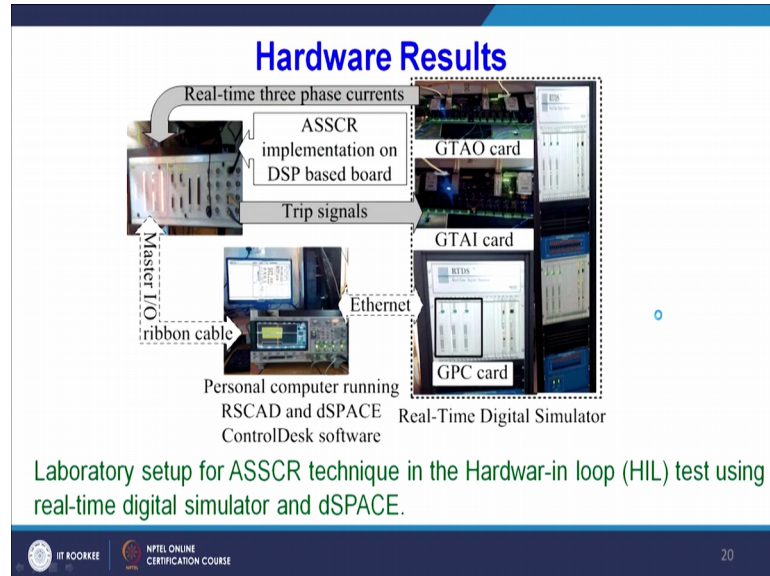 Hardware Results
Real-time three phase currents
ASSCR
implementation on
DSP based board
GTAO card
Trip signals
GTAI card
Master I/O
ribbon cable
Ethernet
RTDS
RTDS
GPC card
Personal computer running
RSCAD and dSPACE
ControlDesk software
Real-Time Digital Simulator
Laboratory setup for ASSCR technique in the Hardwar-in loop (HIL) test using
real-time digital simulator and dSPACE.
IIT ROORKEE
NPTEL ONLINE
CERTIFICATION COURSE
20